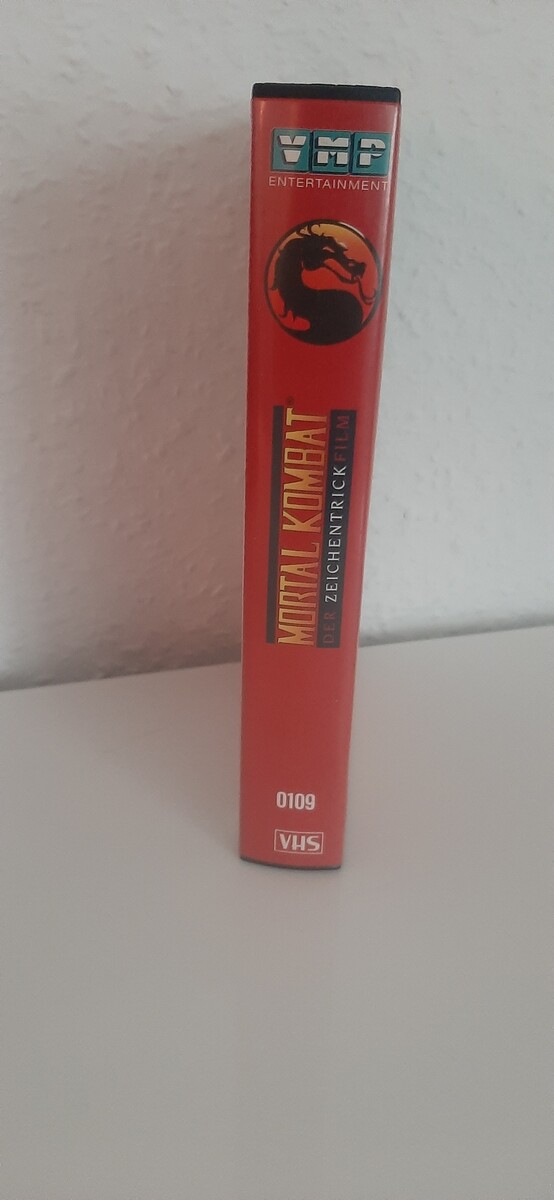 VMP
ENTERTAINMENT
MORTAL KOMBAT®
DER ZEICHENTRICKFILM
0109
VHS